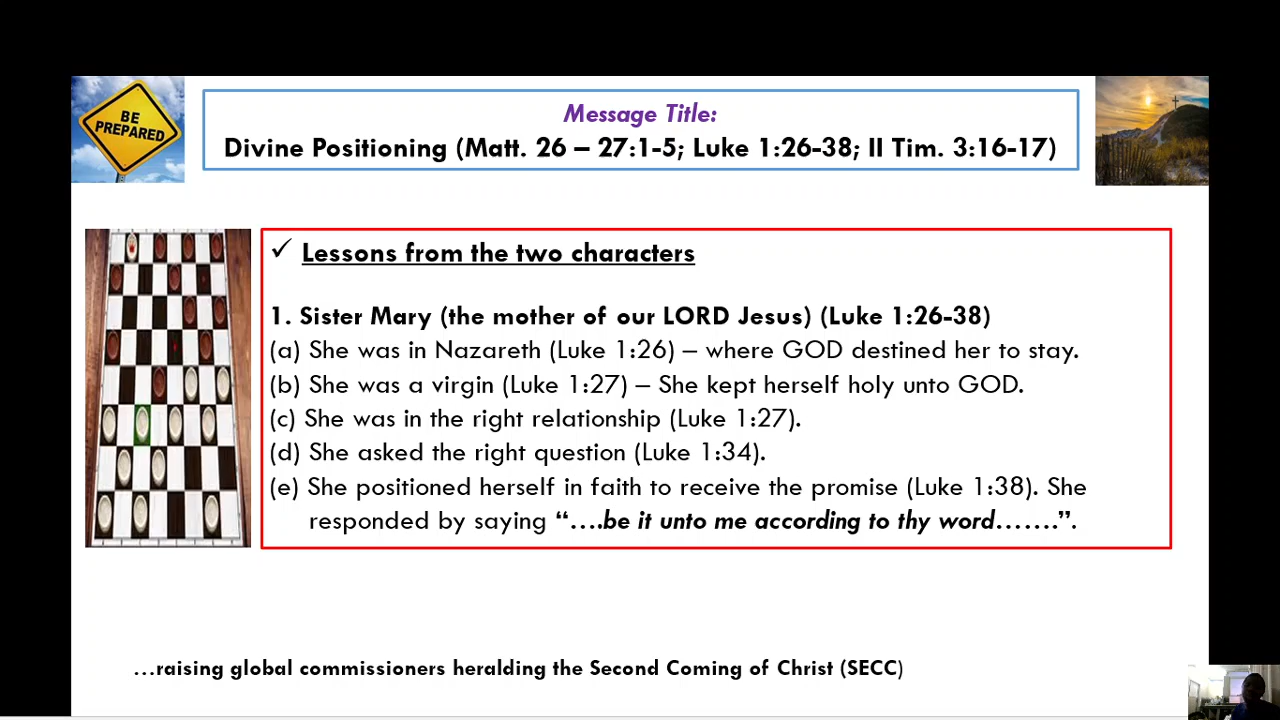 BE
PREPARED
Message Title:
Divine Positioning (Matt. 26 – 27:1-5; Luke 1:26-38; II Tim. 3:16-17)
✓ Lessons from the two characters
1. Sister Mary (the mother of our LORD Jesus) (Luke 1:26-38)
(a) She was in Nazareth (Luke 1:26) – where GOD destined her to stay.
(b) She was a virgin (Luke 1:27) – She kept herself holy unto GOD.
(c) She was in the right relationship (Luke 1:27).
(d) She asked the right question (Luke 1:34).
(e) She positioned herself in faith to receive the promise (Luke 1:38). She
responded by saying “….be it unto me according to thy word…….”.
…raising global commissioners heralding the Second Coming of Christ (SECC)